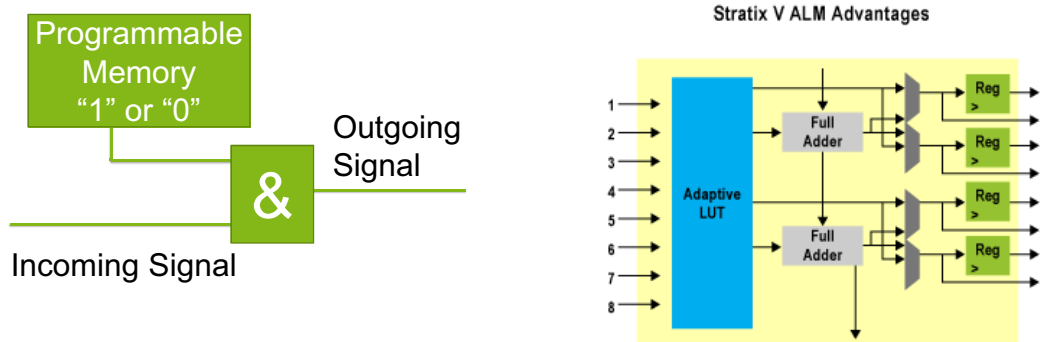 Programmable
Memory
“1” or “0”
&
Outgoing
Signal
Incoming Signal
Stratix V ALM Advantages
1
2
3
4
5
6
7
8
Adaptive
LUT
Full
Adder
Full
Adder
Reg
>
Reg
>
Reg
>
Reg
>